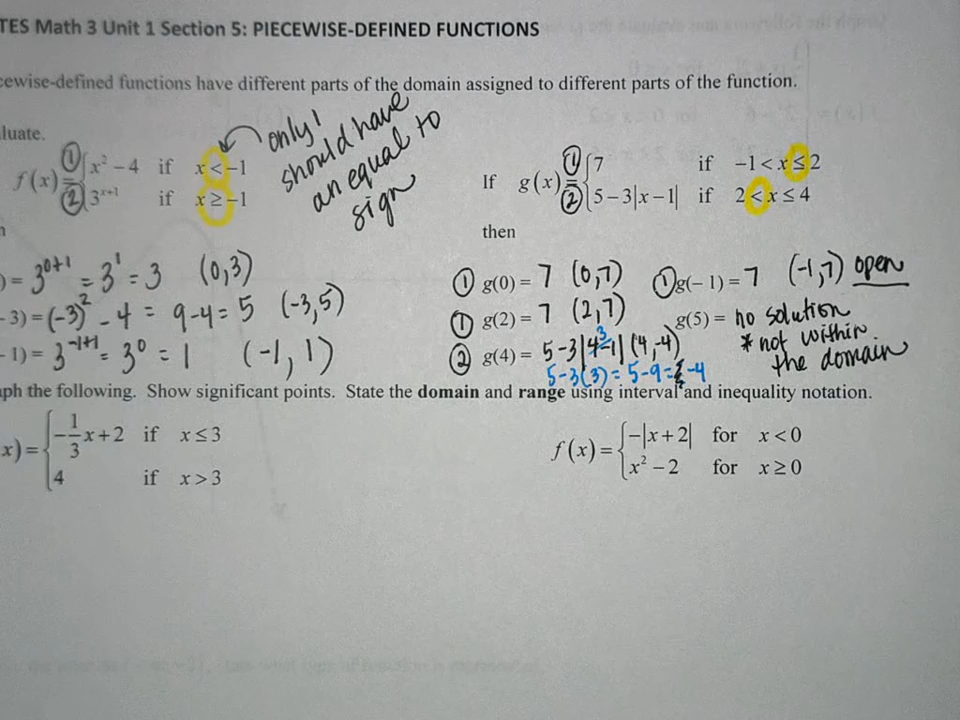 TES Math 3 Unit 1 Section 5: PIECEWISE-DEFINED FUNCTIONS
cewise-defined functions have different parts of the domain assigned to different parts of the function.
luate.
only!
should have
an equal to
sign
f(x) = { ① x² – 4 if x < –1
② 3ˣ⁺¹ if x ≥ –1
If g(x) = { ① 7 if –1 < x ≤ 2
② 5 – 3|x – 1| if 2 < x ≤ 4
then
) = 3⁰⁺¹ = 3¹ = 3 (0,3)
–3) = (-3)² - 4 = 9-4 = 5 (-3,5)
–1) = 3⁻¹⁺¹ = 3⁰ = 1 (-1, 1)
① g(0) = 7 (0,7) ① g(–1) = 7 (-1,7) open
① g(2) = 7 (2,7) g(5) = no solution
* not within
the domain
② g(4) = 5-3|4-1| (4,-4)
3
5-3(3) = 5-9 = -4
ph the following. Show significant points. State the domain and range using interval and inequality notation.
x) = { –1/3 x + 2 if x ≤ 3
4 if x > 3
f(x) = { –|x + 2| for x < 0
x² – 2 for x ≥ 0